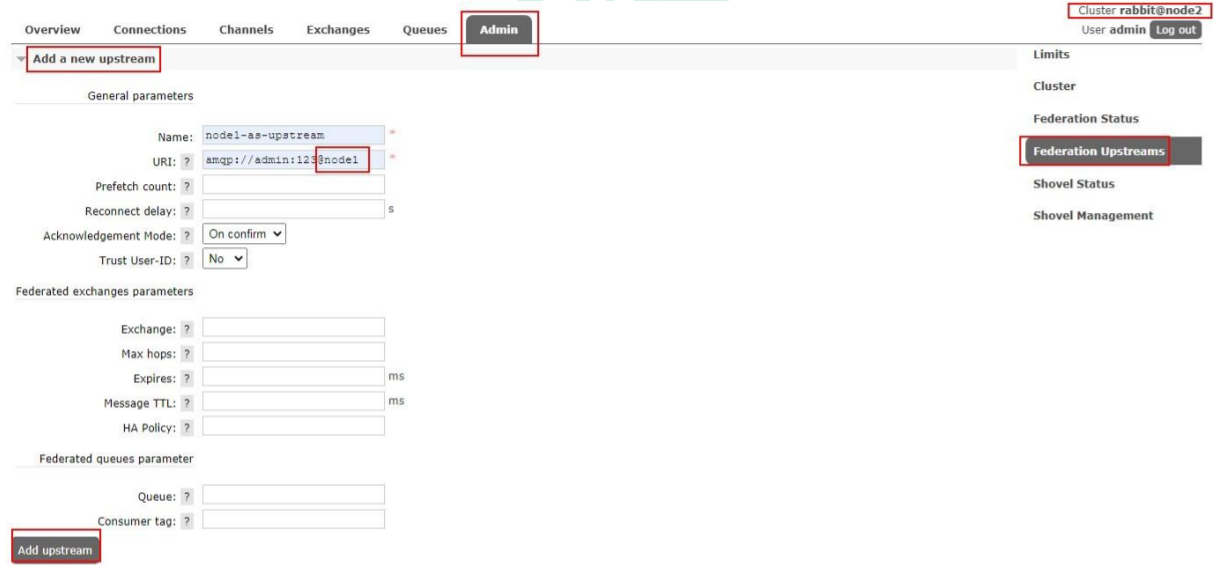 Cluster rabbit@node2
Overview Connections Channels Exchanges Queues Admin User admin Log out
Add a new upstream
Limits
General parameters
Cluster
Federation Status
Name: node1-as-upstream *
Federation Upstreams
URI: ? amqp://admin:123@node1 *
Prefetch count: ?
Shovel Status
Reconnect delay: ? s
Shovel Management
Acknowledgement Mode: ? On confirm
Trust User-ID: ? No
Federated exchanges parameters
Exchange: ?
Max hops: ?
Expires: ? ms
Message TTL: ? ms
HA Policy: ?
Federated queues parameter
Queue: ?
Consumer tag: ?
Add upstream